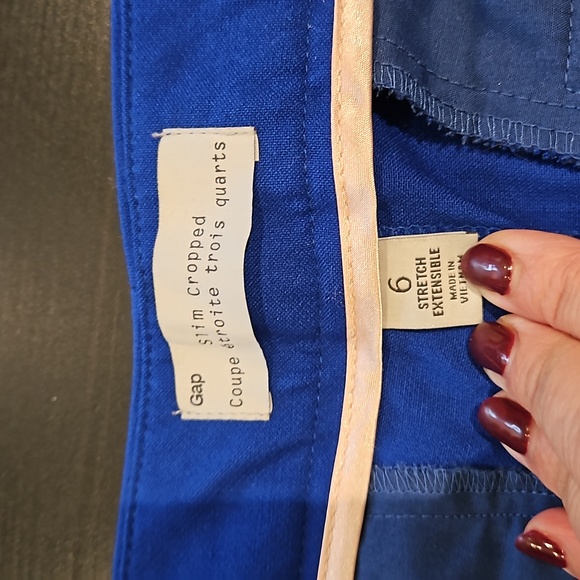 Gap
Slim Cropped
Coupe étroite trois quarts
6
STRETCH
EXTENSIBLE
MADE IN
VIETNAM